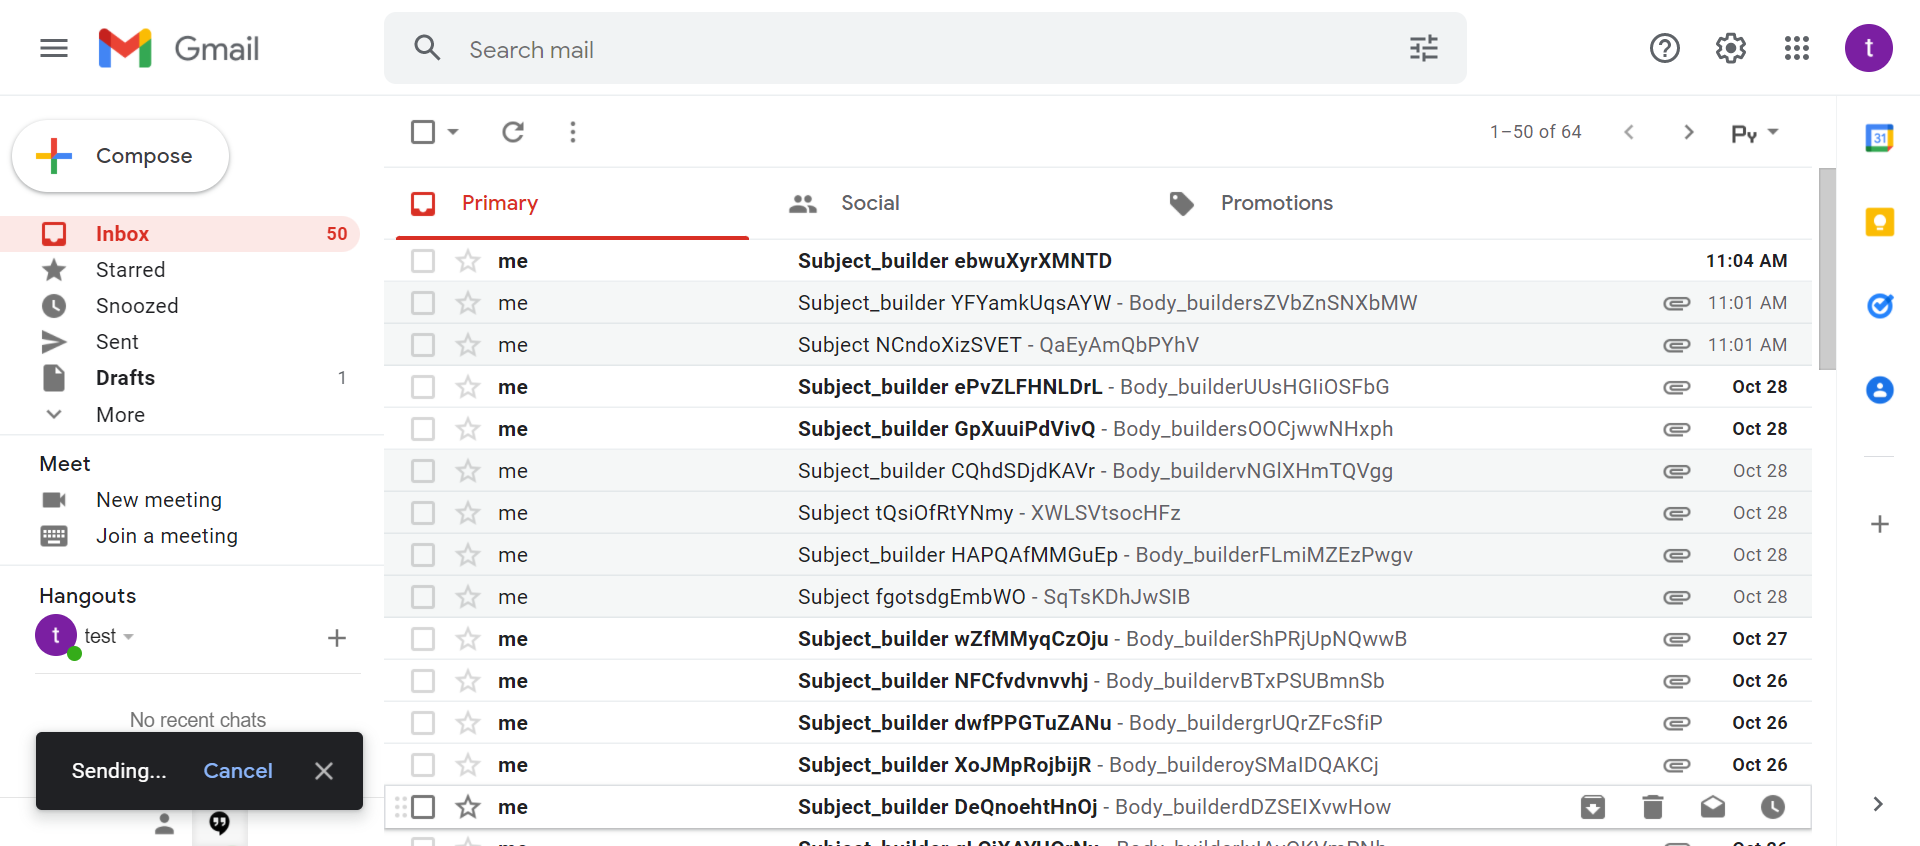 Gmail
Search mail
t
Compose
1–50 of 64
Py
31
Primary
Social
Promotions
Inbox 50
Starred
Snoozed
Sent
Drafts 1
More
Meet
New meeting
Join a meeting
Hangouts
t test
No recent chats
Sending... Cancel
me Subject_builder ebwuXyrXMNTD 11:04 AM
me Subject_builder YFYamkUqsAYW - Body_buildersZVbZnSNXbMW 11:01 AM
me Subject NCndoXizSVET - QaEyAmQbPYhV 11:01 AM
me Subject_builder ePvZLFHNLDrL - Body_builderUUsHGIiOSFbG Oct 28
me Subject_builder GpXuuiPdVivQ - Body_buildersOOCjwwNHxph Oct 28
me Subject_builder CQhdSDjdKAVr - Body_buildervNGlXHmTQVgg Oct 28
me Subject tQsiOfRtYNmy - XWLSVtsocHFz Oct 28
me Subject_builder HAPQAfMMGuEp - Body_builderFLmiMZEzPwgv Oct 28
me Subject fgotsdgEmbWO - SqTsKDhJwSIB Oct 28
me Subject_builder wZfMMyqCzOju - Body_builderShPRjUpNQwwB Oct 27
me Subject_builder NFCfvdvnvvhj - Body_buildervBTxPSUBmnSb Oct 26
me Subject_builder dwfPPGTuZANu - Body_buildergrUQrZFcSfiP Oct 26
me Subject_builder XoJMpRojbijR - Body_builderoySMaIDQAKCj Oct 26
me Subject_builder DeQnoehtHnOj - Body_builderdDZSEIXvwHow